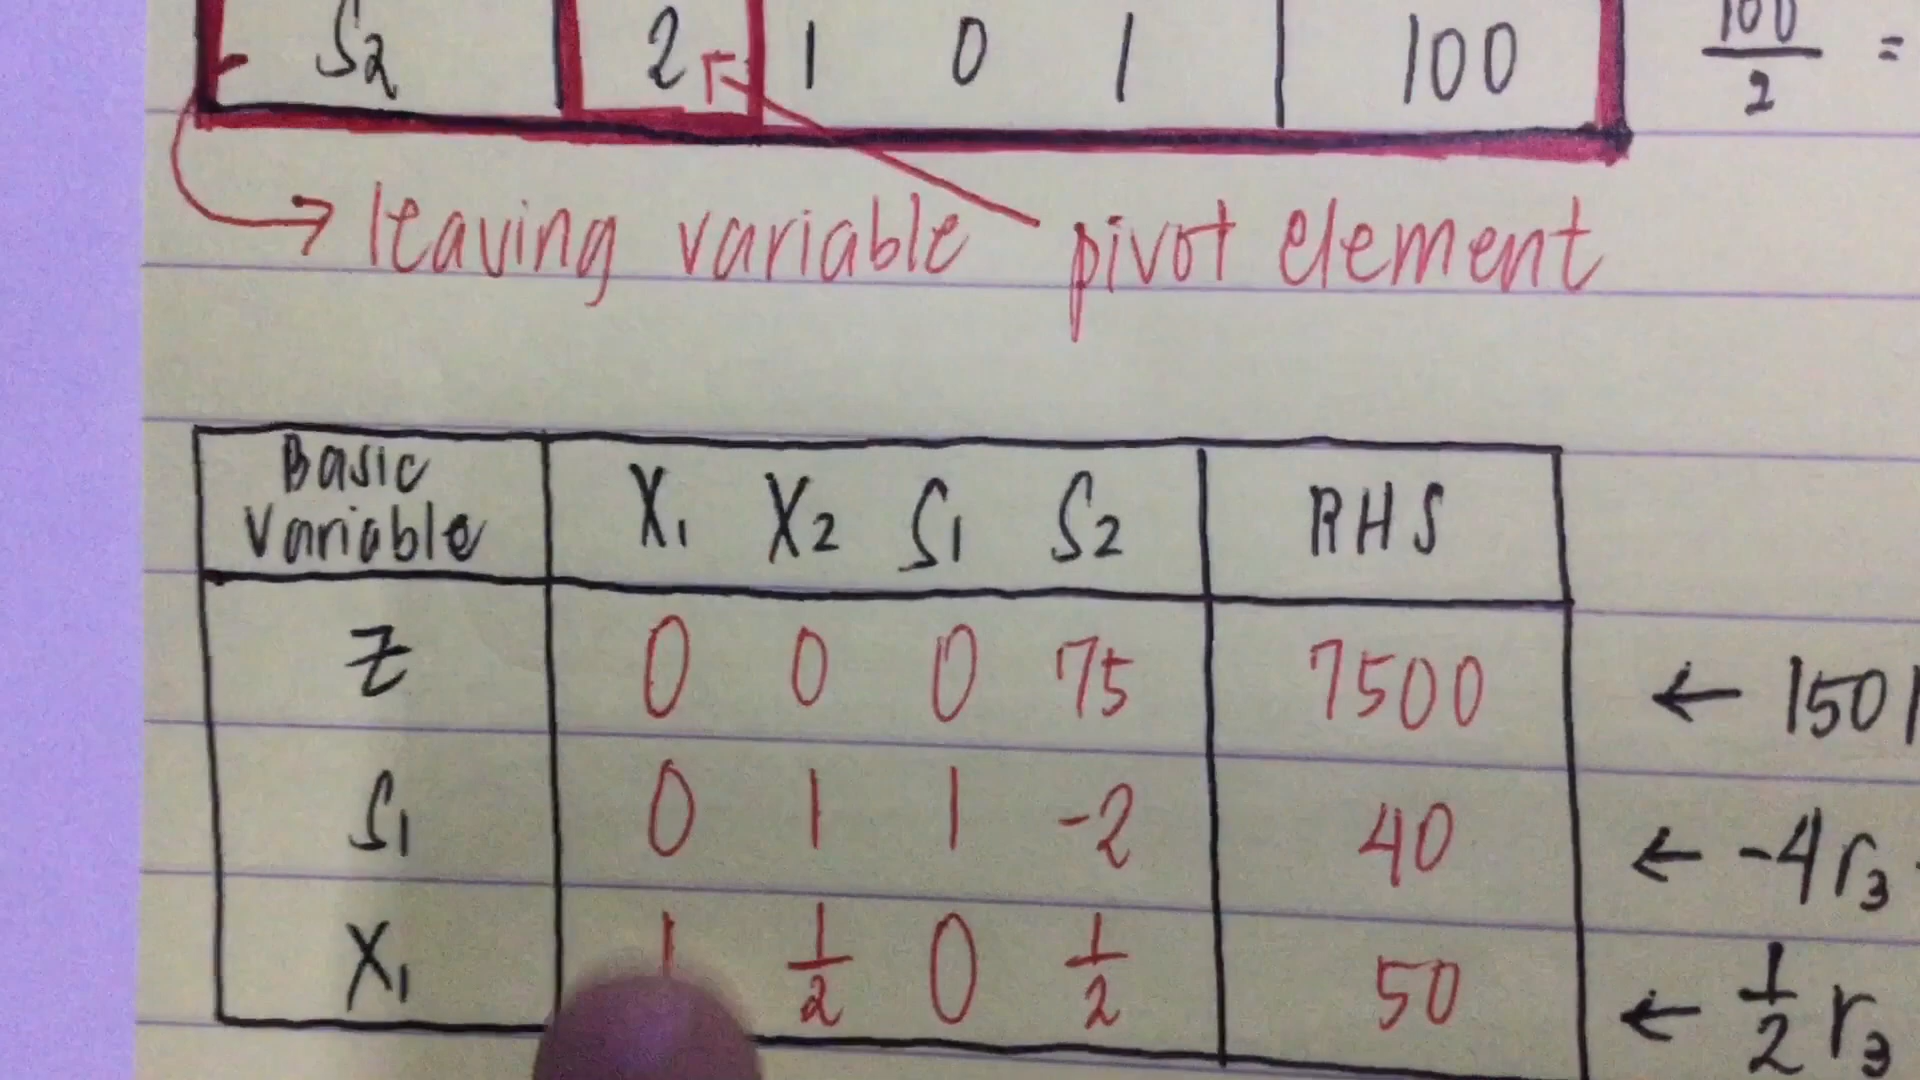 S2 2 1 0 1 100 100/2 =
leaving variable pivot element
Basic Variable X1 X2 S1 S2 RHS
Z 0 0 0 75 7500 ← 150
S1 0 1 1 -2 40 ← -4r3
X1 1 1/2 0 1/2 50 ← 1/2 r3